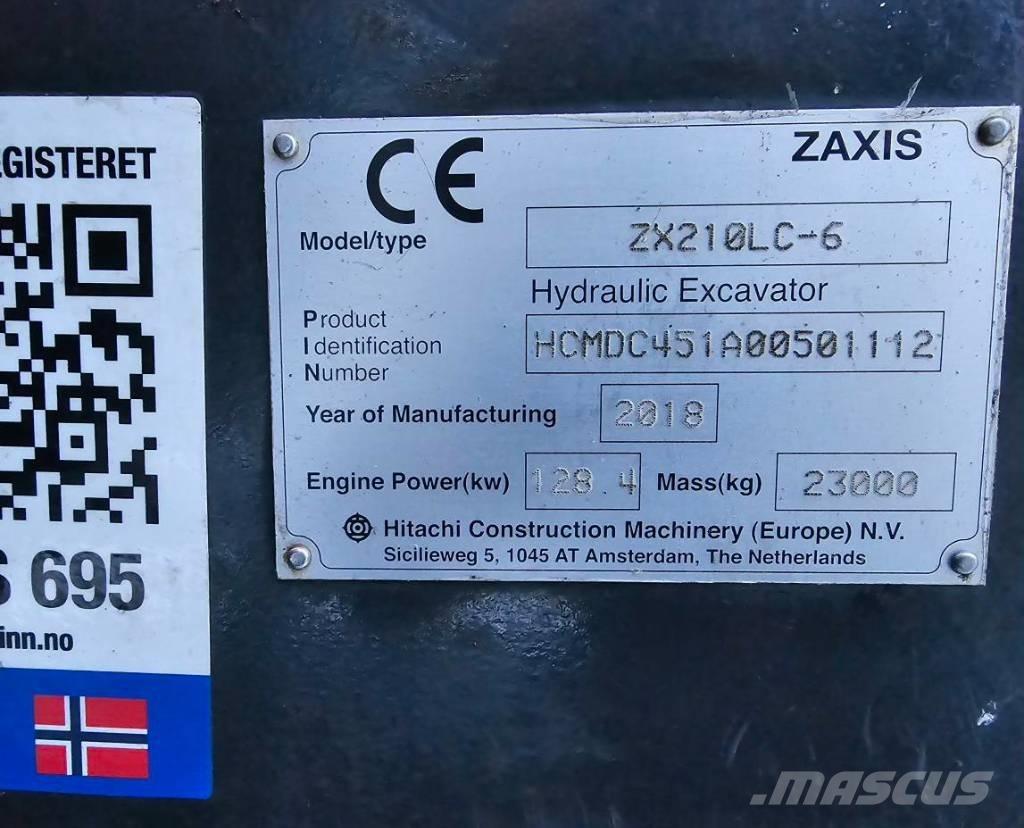 EGISTERET
695
inn.no
CE
ZAXIS
Model/type ZX210LC-6
Hydraulic Excavator
Product
Identification HCMDC451A00501112
Number
Year of Manufacturing 2018
Engine Power(kw) 128.4 Mass(kg) 23000
Hitachi Construction Machinery (Europe) N.V.
Sicilieweg 5, 1045 AT Amsterdam, The Netherlands
.MASCUS